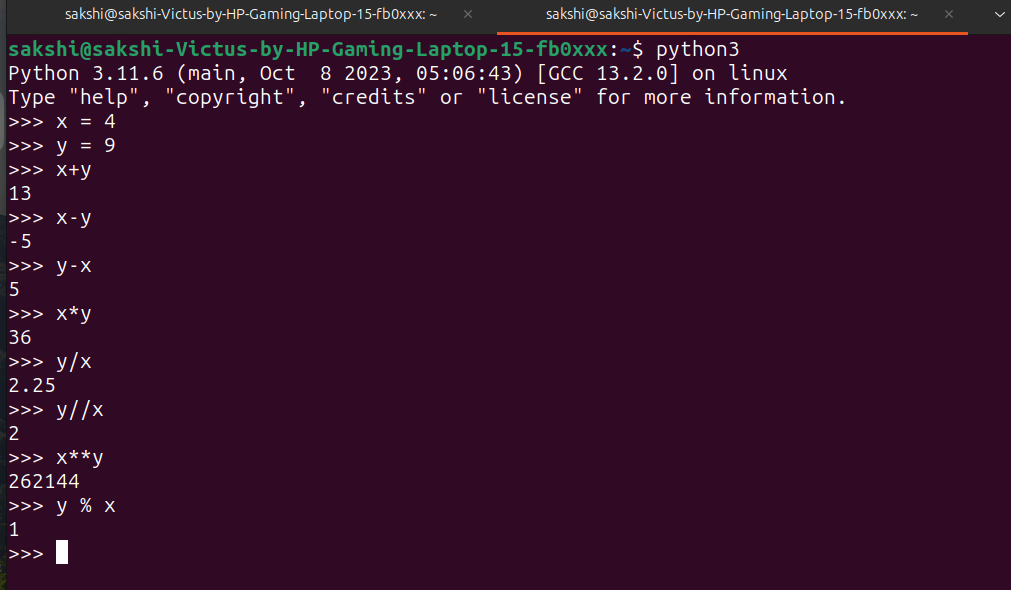 sakshi@sakshi-Victus-by-HP-Gaming-Laptop-15-fb0xxx: ~ × sakshi@sakshi-Victus-by-HP-Gaming-Laptop-15-fb0xxx: ~ ×
sakshi@sakshi-Victus-by-HP-Gaming-Laptop-15-fb0xxx:~$ python3
Python 3.11.6 (main, Oct  8 2023, 05:06:43) [GCC 13.2.0] on linux
Type "help", "copyright", "credits" or "license" for more information.
>>> x = 4
>>> y = 9
>>> x+y
13
>>> x-y
-5
>>> y-x
5
>>> x*y
36
>>> y/x
2.25
>>> y//x
2
>>> x**y
262144
>>> y % x
1
>>>